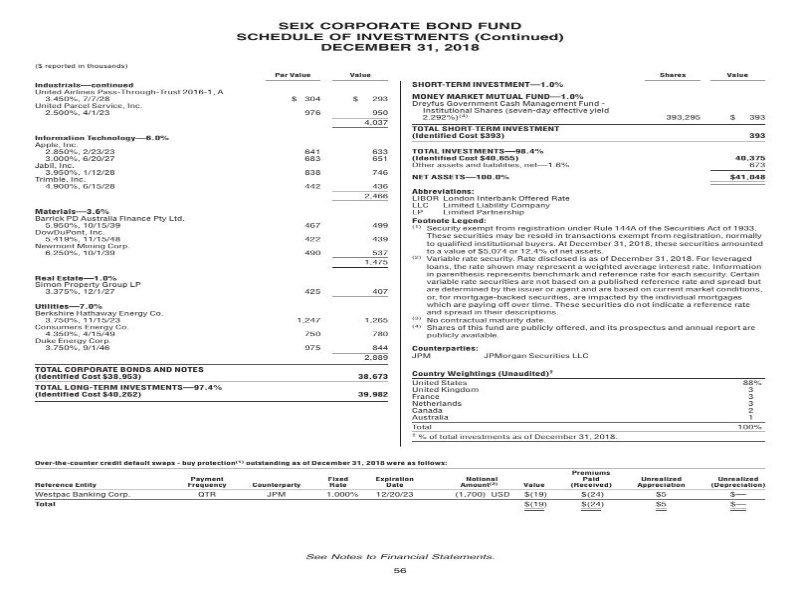 SEIX CORPORATE BOND FUND
SCHEDULE OF INVESTMENTS (Continued)
DECEMBER 31, 2018
($ reported in thousands)
Par Value Value
Industrials—continued
United Airlines Pass-Through-Trust 2016-1, A
3.450%, 7/7/28 $ 304 $ 293
United Parcel Service, Inc.
2.500%, 4/1/23 976 950
4,037
Information Technology—6.0%
Apple, Inc.
2.850%, 2/23/23 641 633
3.000%, 6/20/27 683 651
Jabil, Inc.
3.950%, 1/12/28 838 746
Trimble, Inc.
4.900%, 6/15/28 442 436
2,466
Materials—3.6%
Barrick PD Australia Finance Pty Ltd.
5.950%, 10/15/39 467 499
DowDuPont, Inc.
5.419%, 11/15/48 422 439
Newmont Mining Corp.
6.250%, 10/1/39 490 537
1,475
Real Estate—1.0%
Simon Property Group LP
3.375%, 12/1/27 425 407
Utilities—7.0%
Berkshire Hathaway Energy Co.
3.750%, 11/15/23 1,247 1,265
Consumers Energy Co.
4.350%, 4/15/49 750 780
Duke Energy Corp.
3.750%, 9/1/46 975 844
2,889
TOTAL CORPORATE BONDS AND NOTES
(Identified Cost $38,953) 38,673
TOTAL LONG-TERM INVESTMENTS—97.4%
(Identified Cost $40,262) 39,982
Shares Value
SHORT-TERM INVESTMENT—1.0%
MONEY MARKET MUTUAL FUND—1.0%
Dreyfus Government Cash Management Fund -
Institutional Shares (seven-day effective yield
2.292%)(4) 393,295 $ 393
TOTAL SHORT-TERM INVESTMENT
(Identified Cost $393) 393
TOTAL INVESTMENTS—98.4%
(Identified Cost $40,655) 40,375
Other assets and liabilities, net—1.6% 673
NET ASSETS—100.0% $41,048
Abbreviations:
LIBOR London Interbank Offered Rate
LLC Limited Liability Company
LP Limited Partnership
Footnote Legend:
(1) Security exempt from registration under Rule 144A of the Securities Act of 1933.
These securities may be resold in transactions exempt from registration, normally
to qualified institutional buyers. At December 31, 2018, these securities amounted
to a value of $5,074 or 12.4% of net assets.
(2) Variable rate security. Rate disclosed is as of December 31, 2018. For leveraged
loans, the rate shown may represent a weighted average interest rate. Information
in parenthesis represents benchmark and reference rate for each security. Certain
variable rate securities are not based on a published reference rate and spread but
are determined by the issuer or agent and are based on current market conditions,
or, for mortgage-backed securities, are impacted by the individual mortgages
which are paying off over time. These securities do not indicate a reference rate
and spread in their descriptions.
(3) No contractual maturity date.
(4) Shares of this fund are publicly offered, and its prospectus and annual report are
publicly available.
Counterparties:
JPM JPMorgan Securities LLC
Country Weightings (Unaudited)†
United States 88%
United Kingdom 3
France 3
Netherlands 3
Canada 2
Australia 1
Total 100%
† % of total investments as of December 31, 2018.
Over-the-counter credit default swaps - buy protection(1) outstanding as of December 31, 2018 were as follows:
Reference Entity Payment Frequency Counterparty Fixed Rate Expiration Date Notional Amount(2) Value Premiums Paid (Received) Unrealized Appreciation Unrealized (Depreciation)
Westpac Banking Corp. QTR JPM 1.000% 12/20/23 (1,700) USD $(19) $(24) $5 $—
Total $(19) $(24) $5 $—
See Notes to Financial Statements.
56